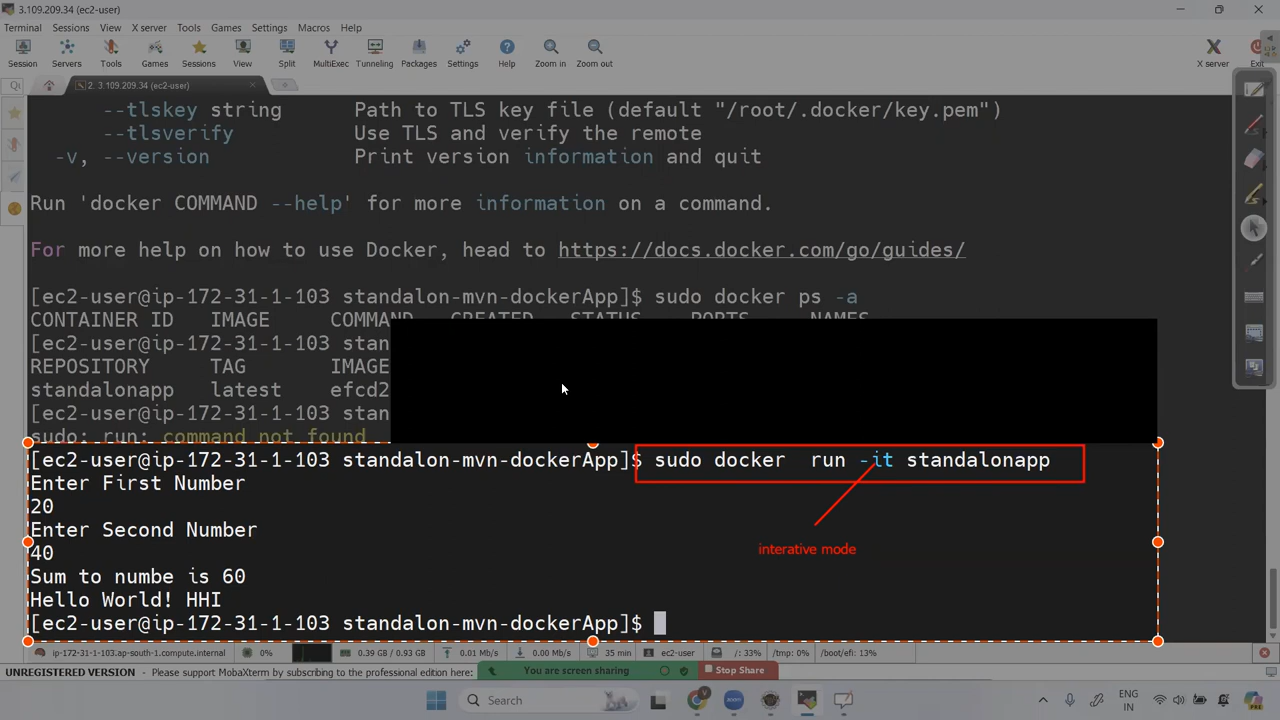 3.109.209.34 (ec2-user)
Terminal Sessions View X server Tools Games Settings Macros Help
Session Servers Tools Games Sessions View Split MultiExec Tunneling Packages Settings Help Zoom in Zoom out X server Exit
2. 3.109.209.34 (ec2-user)
--tlskey string Path to TLS key file (default "/root/.docker/key.pem")
--tlsverify Use TLS and verify the remote
-v, --version Print version information and quit
Run 'docker COMMAND --help' for more information on a command.
For more help on how to use Docker, head to https://docs.docker.com/go/guides/
[ec2-user@ip-172-31-1-103 standalon-mvn-dockerApp]$ sudo docker ps -a
CONTAINER ID IMAGE COMMAND CREATED STATUS PORTS NAMES
[ec2-user@ip-172-31-1-103 stan
REPOSITORY TAG IMAGE
standalonapp latest efcd2
[ec2-user@ip-172-31-1-103 stan
sudo: run: command not found
[ec2-user@ip-172-31-1-103 standalon-mvn-dockerApp]$ sudo docker run -it standalonapp
Enter First Number
20
Enter Second Number
40
interative mode
Sum to numbe is 60
Hello World! HHI
[ec2-user@ip-172-31-1-103 standalon-mvn-dockerApp]$
ip-172-31-1-103.ap-south-1.compute.internal 0% 0.39 GB / 0.93 GB 0.01 Mb/s 0.00 Mb/s 35 min ec2-user /: 33% /tmp: 0% /boot/efi: 13%
UNREGISTERED VERSION - Please support MobaXterm by subscribing to the professional edition here:
You are screen sharing Stop Share
Search
ENG
IN